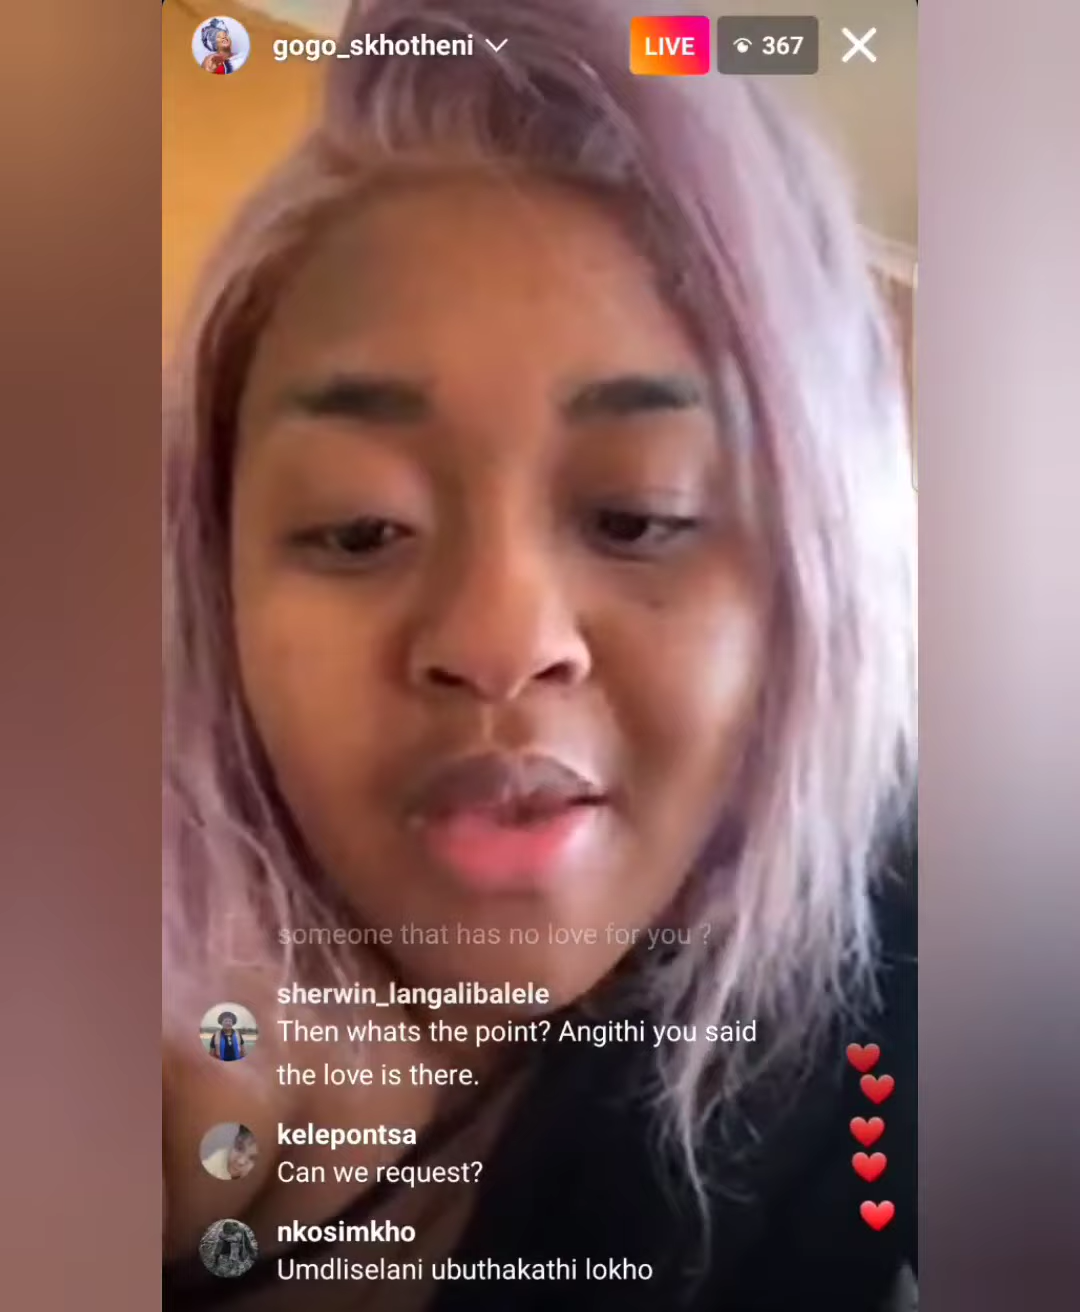 gogo_skhotheni
LIVE
367
someone that has no love for you ?
sherwin_langalibalele
Then whats the point? Angithi you said
the love is there.
kelepontsa
Can we request?
nkosimkho
Umdliselani ubuthakathi lokho